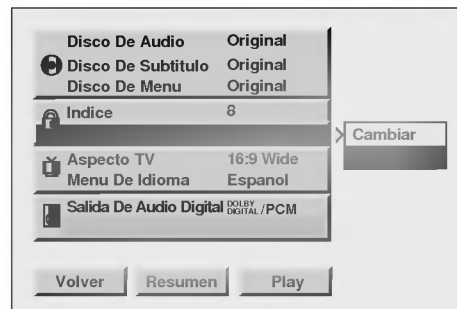 Disco De Audio Original
Disco De Subtitulo Original
Disco De Menu Original
Indice 8
Cambiar
Aspecto TV 16:9 Wide
Menu De Idioma Espanol
Salida De Audio Digital DOLBY DIGITAL /PCM
Volver Resumen Play